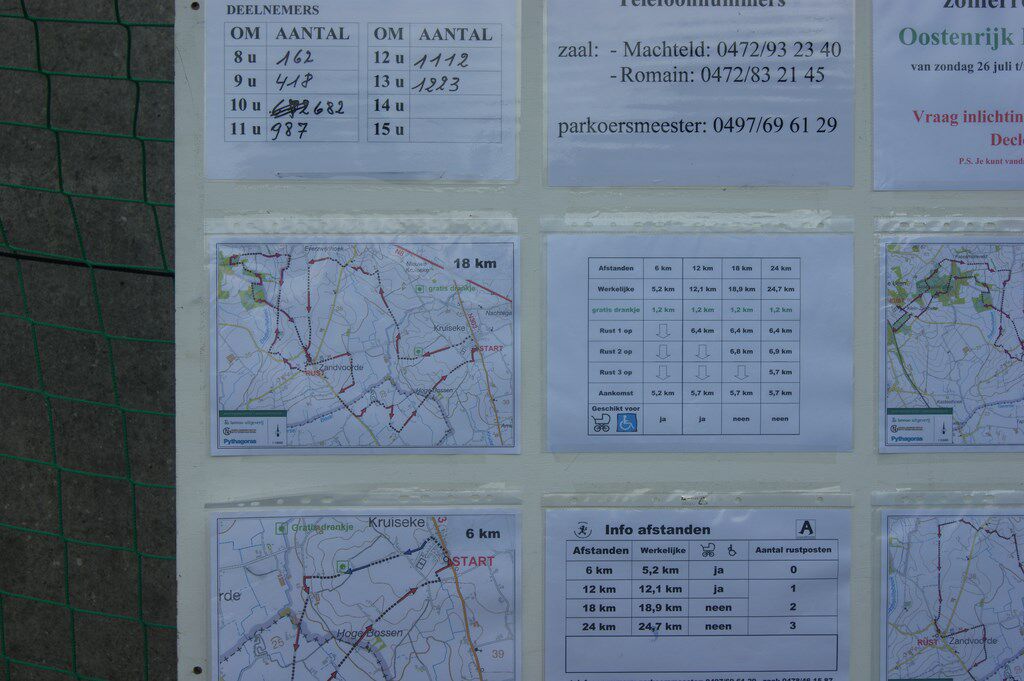 DEELNEMERS
OM AANTAL OM AANTAL
8 u 162 12 u 1112
9 u 418 13 u 1223
10 u 682 14 u
11 u 987 15 u
Telefoonnummers
zaal: - Machteld: 0472/93 23 40
- Romain: 0472/83 21 45
parkoersmeester: 0497/69 61 29
Oostenrijk
van zondag 26 juli t/
Vraag inlichtin
Deel
P.S. Je kunt vand
18 km
N8
gratis drankje
Kruiseke
START
Zandvoorde
RUST
Hoge Bossen
Pythagoras
Afstanden 6 km 12 km 18 km 24 km
Werkelijke 5,2 km 12,1 km 18,9 km 24,7 km
gratis drankje 1,2 km 1,2 km 1,2 km 1,2 km
Rust 1 op 6,4 km 6,4 km 6,4 km
Rust 2 op 6,8 km 6,9 km
Rust 3 op 5,7 km
Aankomst 5,2 km 5,7 km 5,7 km 5,7 km
Geschikt voor
ja ja neen neen
Pythagoras
6 km
Gratis drankje
Kruiseke
START
rde
Hoge Bossen
39
Info afstanden A
Afstanden Werkelijke Aantal rustposten
6 km 5,2 km ja 0
12 km 12,1 km ja 1
18 km 18,9 km neen 2
24 km 24,7 km neen 3
RUST
Zandvoorde